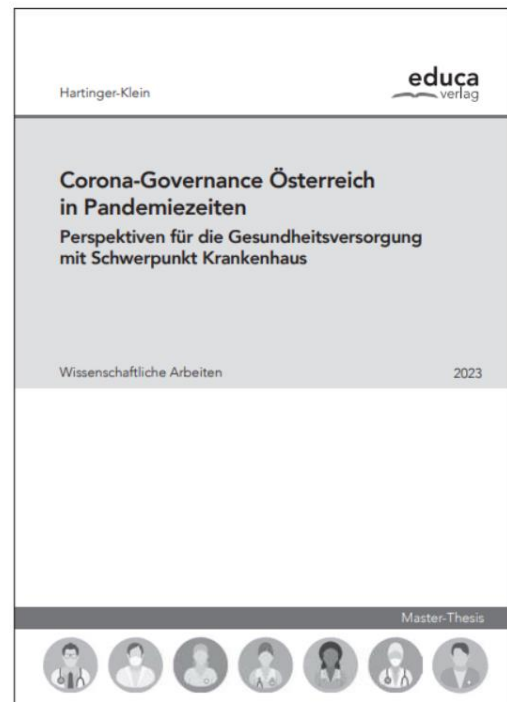 Hartinger-Klein
educa
verlag
Corona-Governance Österreich
in Pandemiezeiten
Perspektiven für die Gesundheitsversorgung
mit Schwerpunkt Krankenhaus
Wissenschaftliche Arbeiten 2023
Master-Thesis